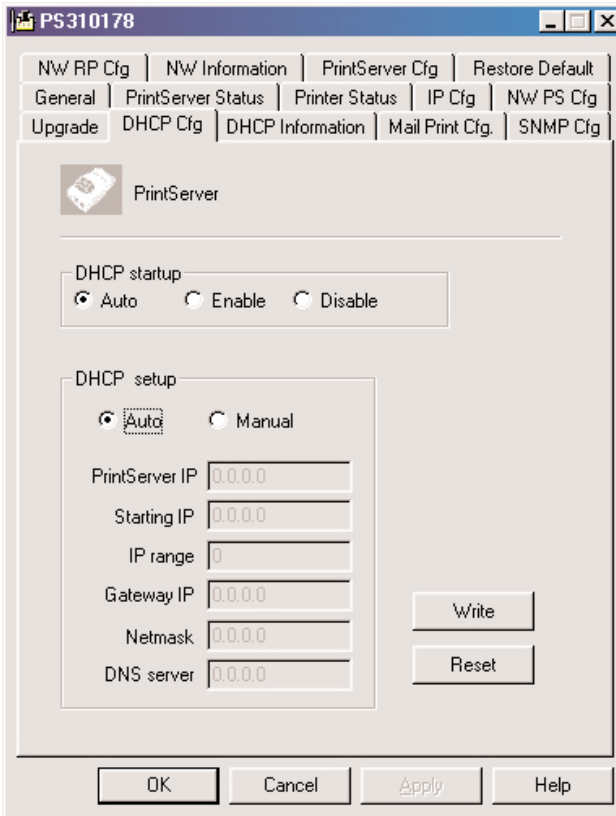 PS310178
NW RP Cfg NW Information PrintServer Cfg Restore Default
General PrintServer Status Printer Status IP Cfg NW PS Cfg
Upgrade DHCP Cfg DHCP Information Mail Print Cfg. SNMP Cfg
PrintServer
DHCP startup
Auto Enable Disable
DHCP setup
Auto Manual
PrintServer IP 0.0.0.0
Starting IP 0.0.0.0
IP range 0
Gateway IP 0.0.0.0
Netmask 0.0.0.0
DNS server 0.0.0.0
Write
Reset
OK Cancel Apply Help